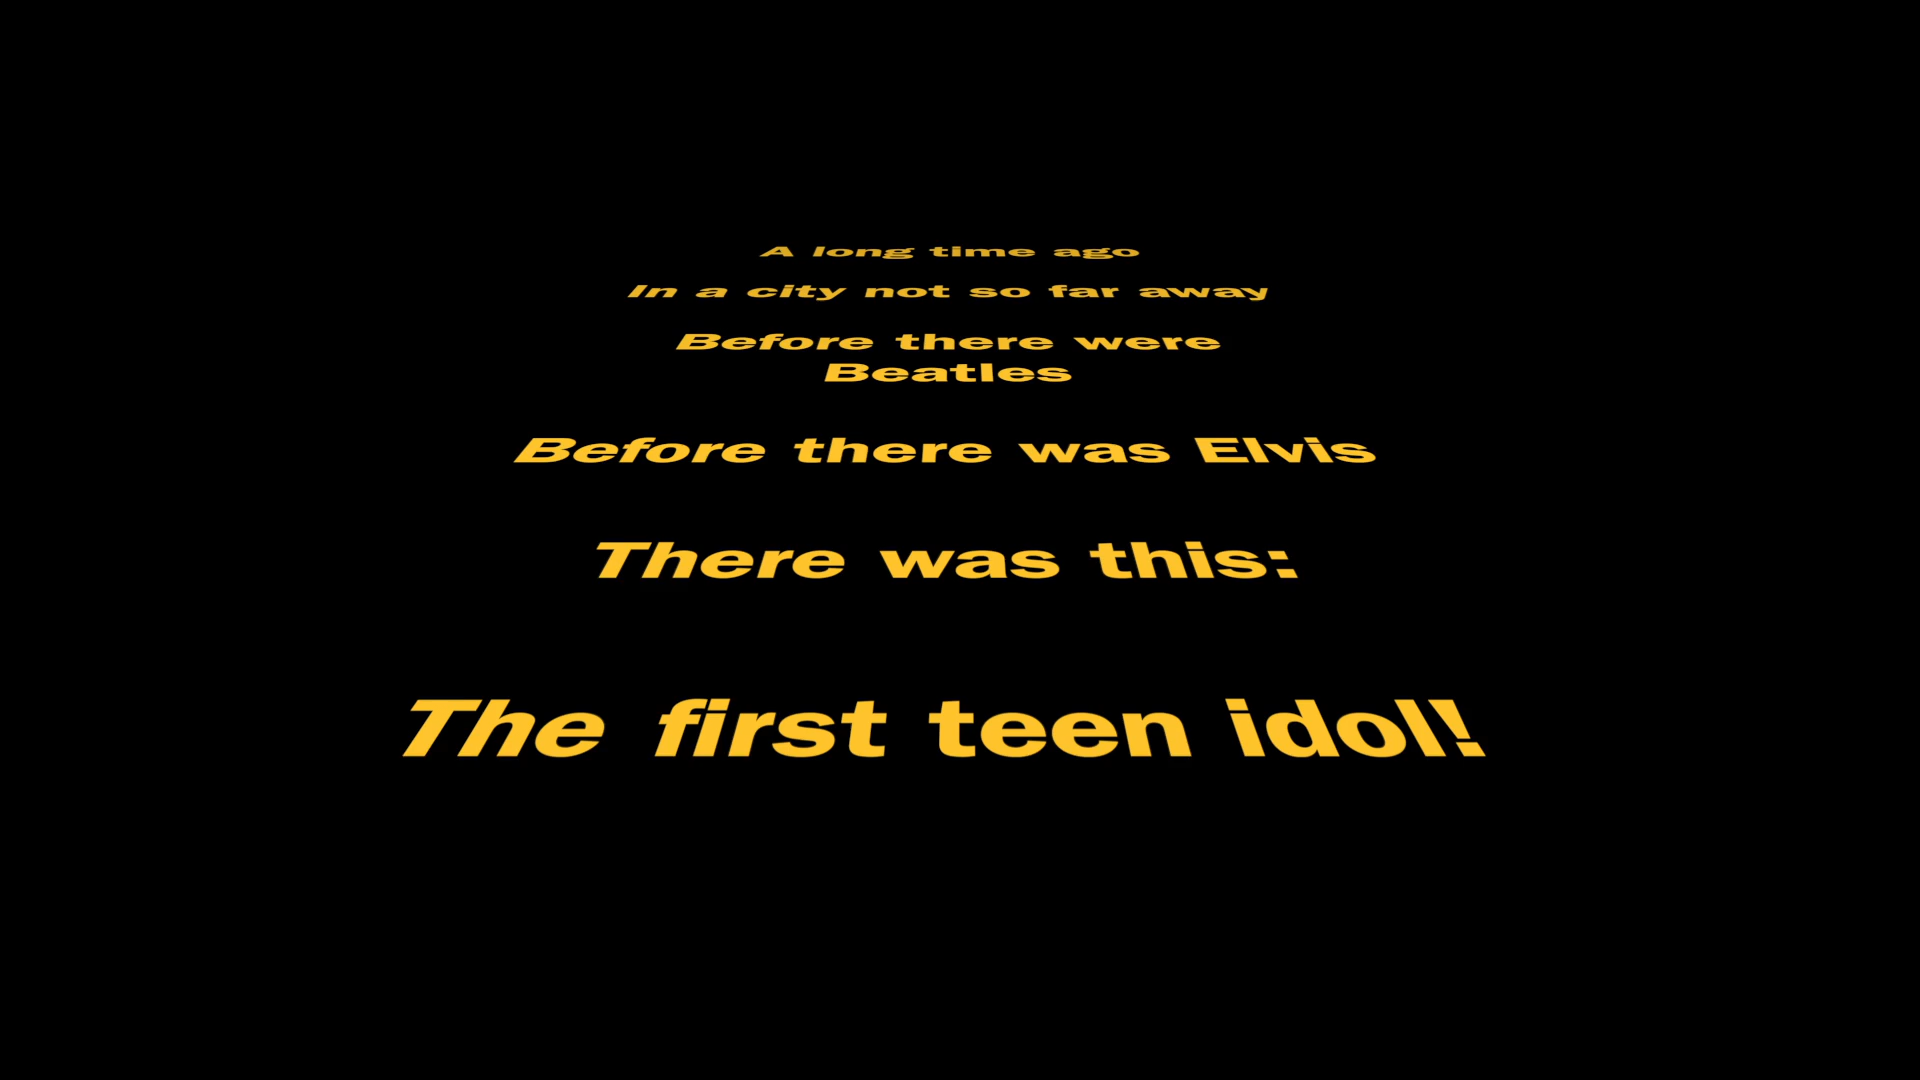 A long time ago
In a city not so far away
Before there were
Beatles
Before there was Elvis
There was this:
The first teen idol!